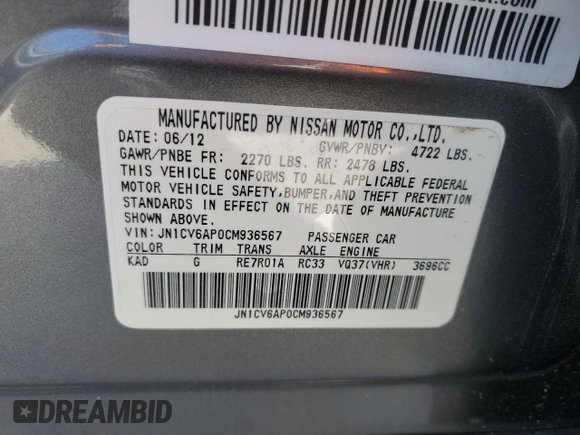 MANUFACTURED BY NISSAN MOTOR CO.,LTD.
DATE: 06/12 GVWR/PNBV: 4722 LBS.
GAWR/PNBE FR: 2270 LBS. RR: 2478 LBS.
THIS VEHICLE CONFORMS TO ALL APPLICABLE FEDERAL
MOTOR VEHICLE SAFETY,BUMPER,AND THEFT PREVENTION
STANDARDS IN EFFECT ON THE DATE OF MANUFACTURE
SHOWN ABOVE.
VIN: JN1CV6AP0CM936567 PASSENGER CAR
COLOR TRIM TRANS AXLE ENGINE
KAD G RE7R01A RC33 VQ37(VHR) 3696CC
JN1CV6AP0CM936567
DREAMBID